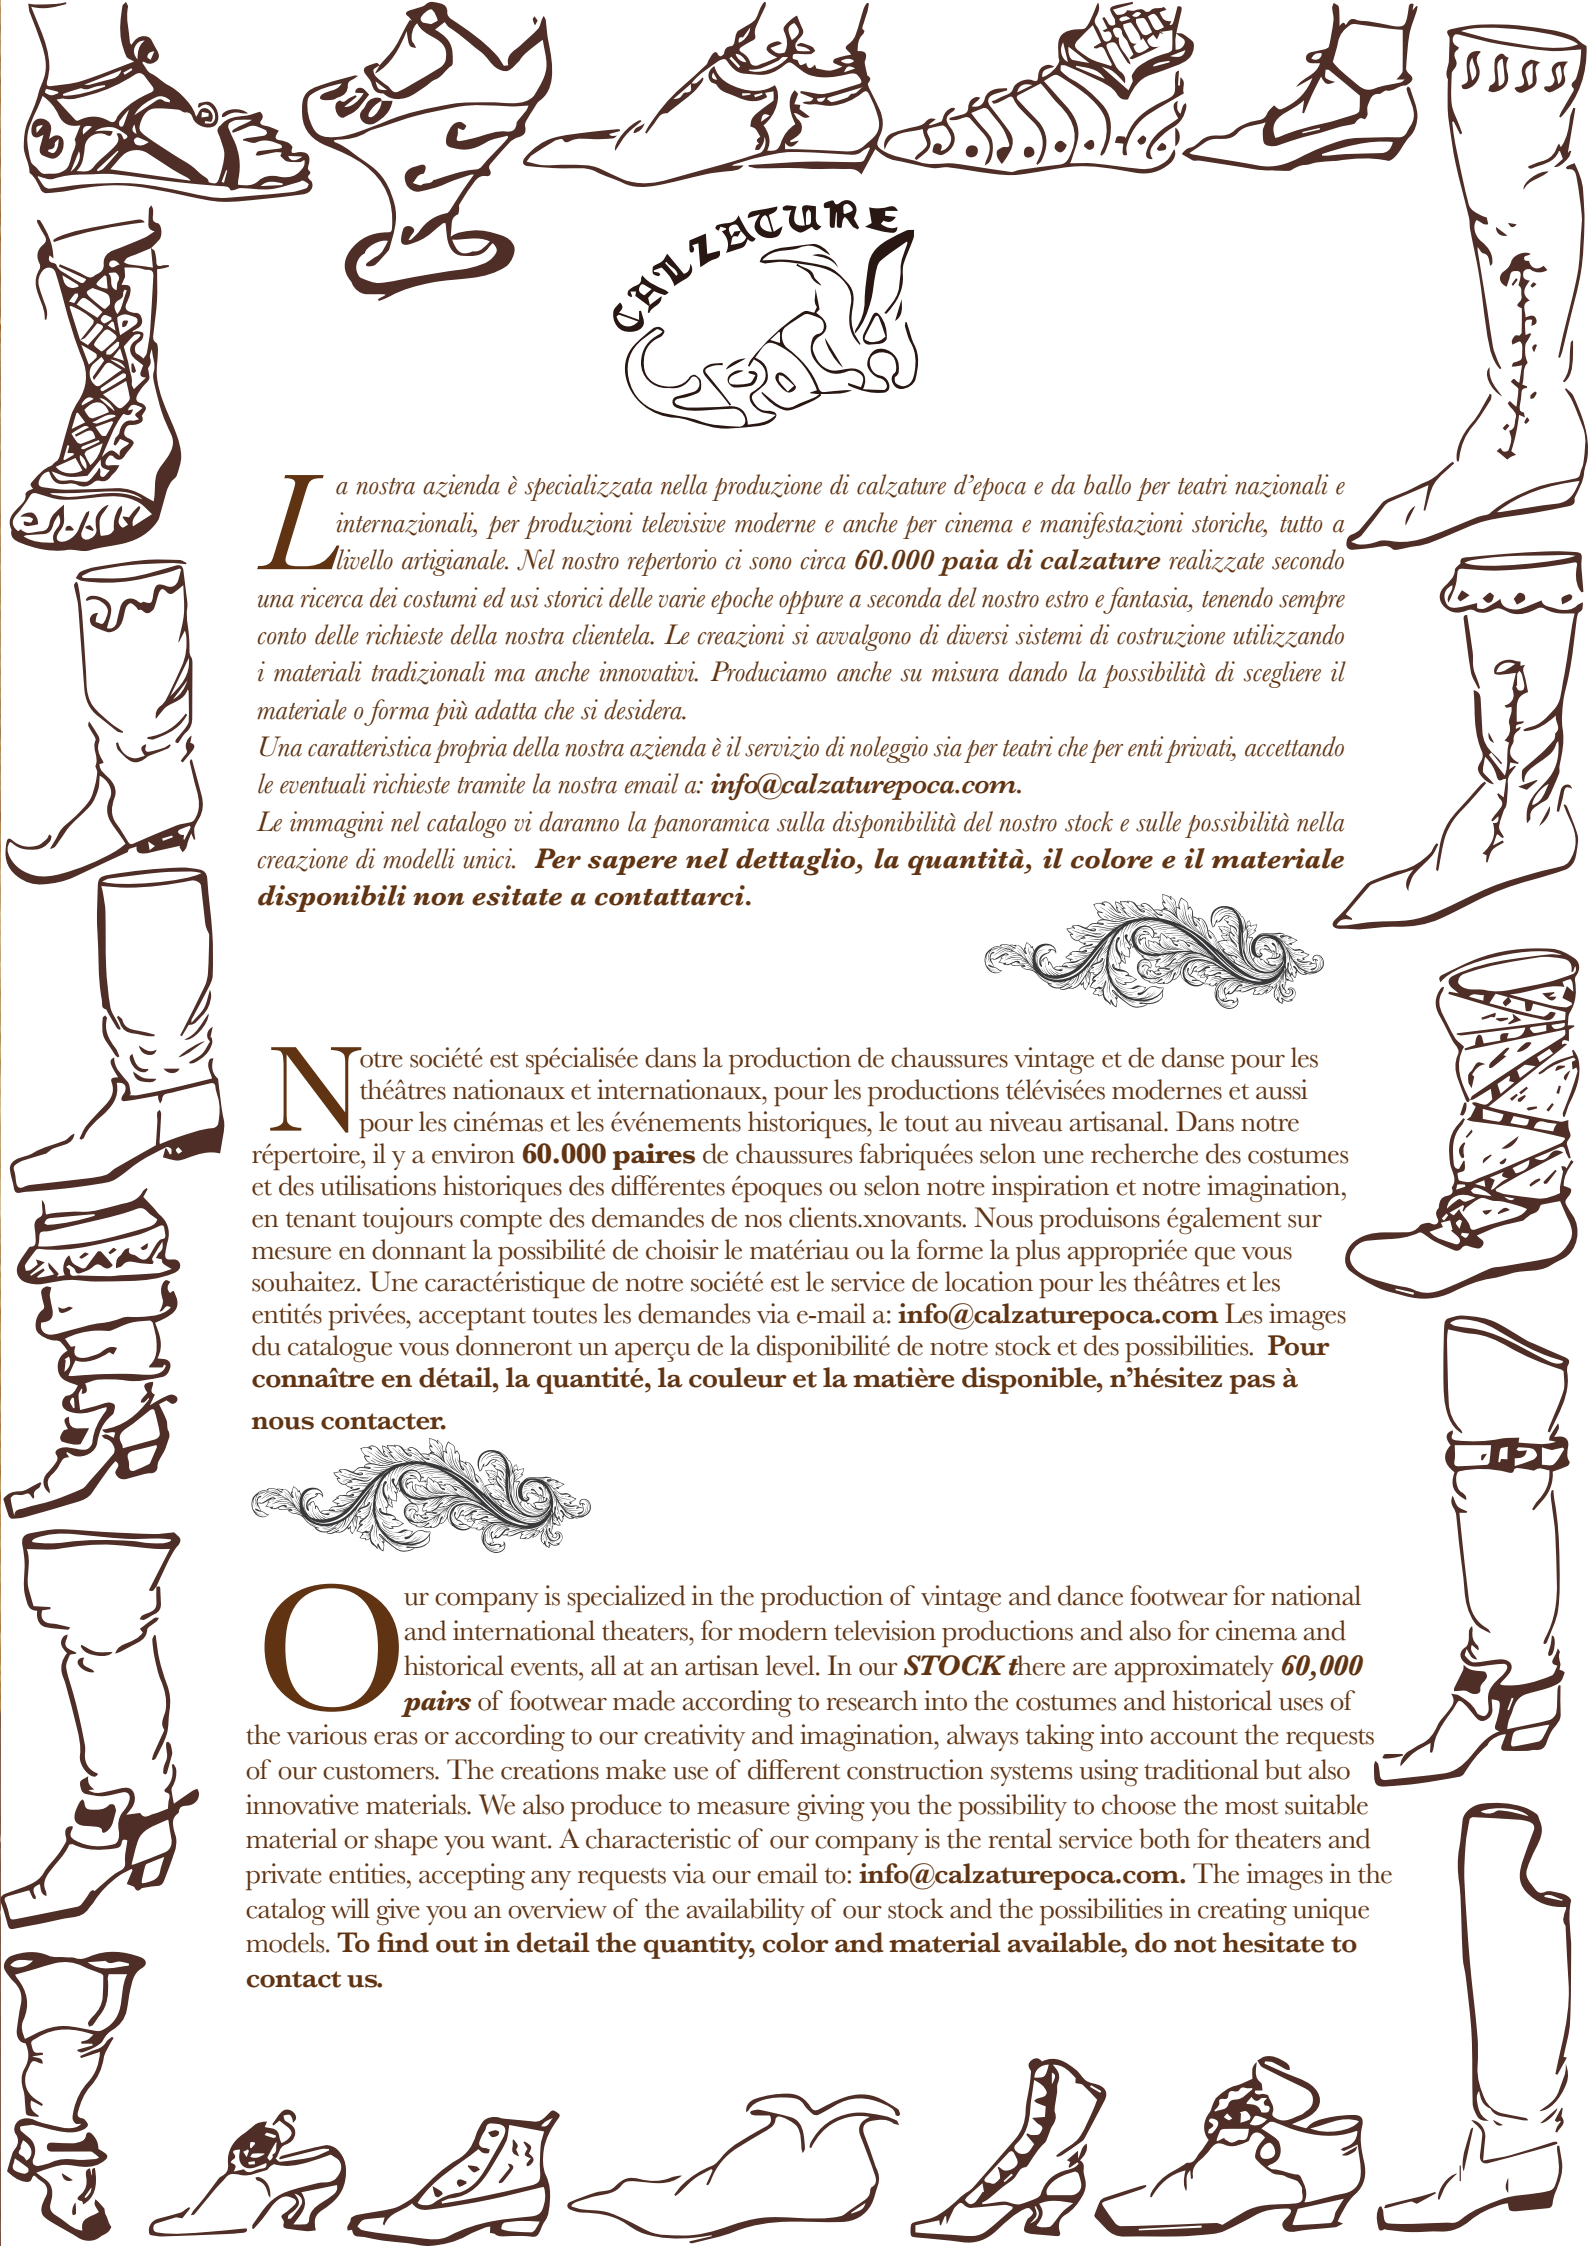 CALZATURE
Epoca!
La nostra azienda è specializzata nella produzione di calzature d’epoca e da ballo per teatri nazionali e
internazionali, per produzioni televisive moderne e anche per cinema e manifestazioni storiche, tutto a
livello artigianale. Nel nostro repertorio ci sono circa 60.000 paia di calzature realizzate secondo
una ricerca dei costumi ed usi storici delle varie epoche oppure a seconda del nostro estro e fantasia, tenendo sempre
conto delle richieste della nostra clientela. Le creazioni si avvalgono di diversi sistemi di costruzione utilizzando
i materiali tradizionali ma anche innovativi. Produciamo anche su misura dando la possibilità di scegliere il
materiale o forma più adatta che si desidera.
Una caratteristica propria della nostra azienda è il servizio di noleggio sia per teatri che per enti privati, accettando
le eventuali richieste tramite la nostra email a: info@calzaturepoca.com.
Le immagini nel catalogo vi daranno la panoramica sulla disponibilità del nostro stock e sulle possibilità nella
creazione di modelli unici. Per sapere nel dettaglio, la quantità, il colore e il materiale
disponibili non esitate a contattarci.
Notre société est spécialisée dans la production de chaussures vintage et de danse pour les
théâtres nationaux et internationaux, pour les productions télévisées modernes et aussi
pour les cinémas et les événements historiques, le tout au niveau artisanal. Dans notre
répertoire, il y a environ 60.000 paires de chaussures fabriquées selon une recherche des costumes
et des utilisations historiques des différentes époques ou selon notre inspiration et notre imagination,
en tenant toujours compte des demandes de nos clients.xnovants. Nous produisons également sur
mesure en donnant la possibilité de choisir le matériau ou la forme la plus appropriée que vous
souhaitez. Une caractéristique de notre société est le service de location pour les théâtres et les
entités privées, acceptant toutes les demandes via e-mail a: info@calzaturepoca.com Les images
du catalogue vous donneront un aperçu de la disponibilité de notre stock et des possibilities. Pour
connaître en détail, la quantité, la couleur et la matière disponible, n’hésitez pas à
nous contacter.
Our company is specialized in the production of vintage and dance footwear for national
and international theaters, for modern television productions and also for cinema and
historical events, all at an artisan level. In our STOCK there are approximately 60,000
pairs of footwear made according to research into the costumes and historical uses of
the various eras or according to our creativity and imagination, always taking into account the requests
of our customers. The creations make use of different construction systems using traditional but also
innovative materials. We also produce to measure giving you the possibility to choose the most suitable
material or shape you want. A characteristic of our company is the rental service both for theaters and
private entities, accepting any requests via our email to: info@calzaturepoca.com. The images in the
catalog will give you an overview of the availability of our stock and the possibilities in creating unique
models. To find out in detail the quantity, color and material available, do not hesitate to
contact us.